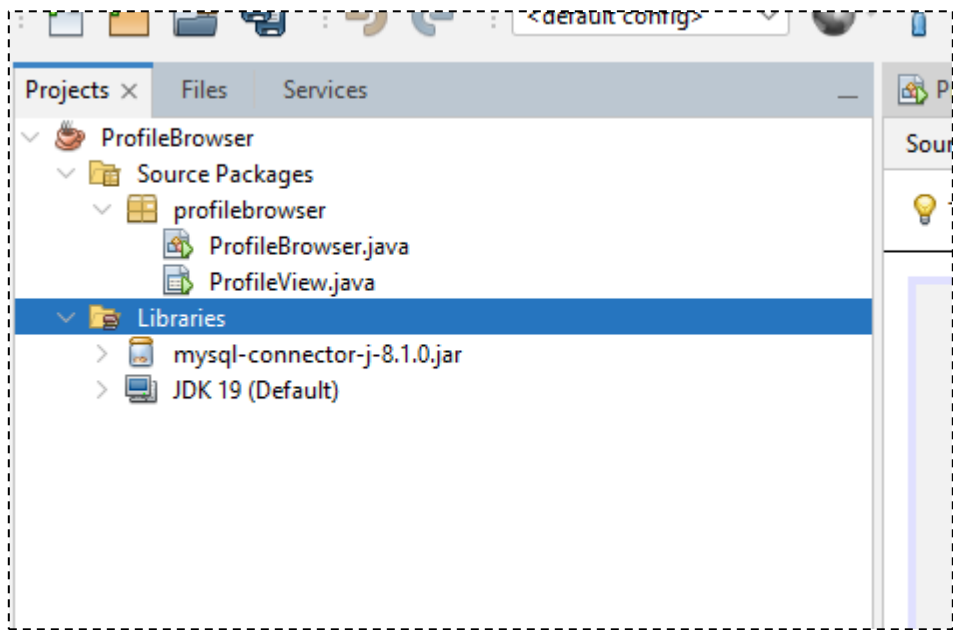 <default config>
Projects Files Services
ProfileBrowser
Source Packages
profilebrowser
ProfileBrowser.java
ProfileView.java
Libraries
mysql-connector-j-8.1.0.jar
JDK 19 (Default)
P
Sour